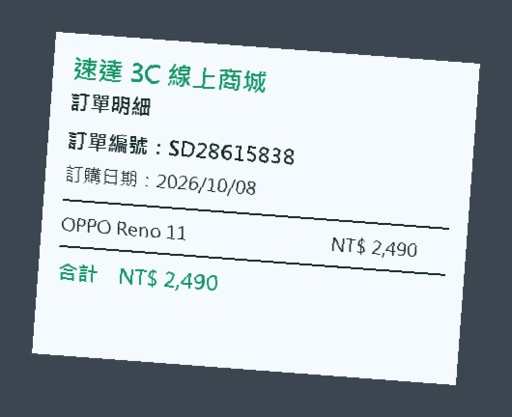 速達 3C 線上商城
訂單明細
訂單編號：SD28615838
訂購日期：2026/10/08
OPPO Reno 11 NT$ 2,490
合計 NT$ 2,490